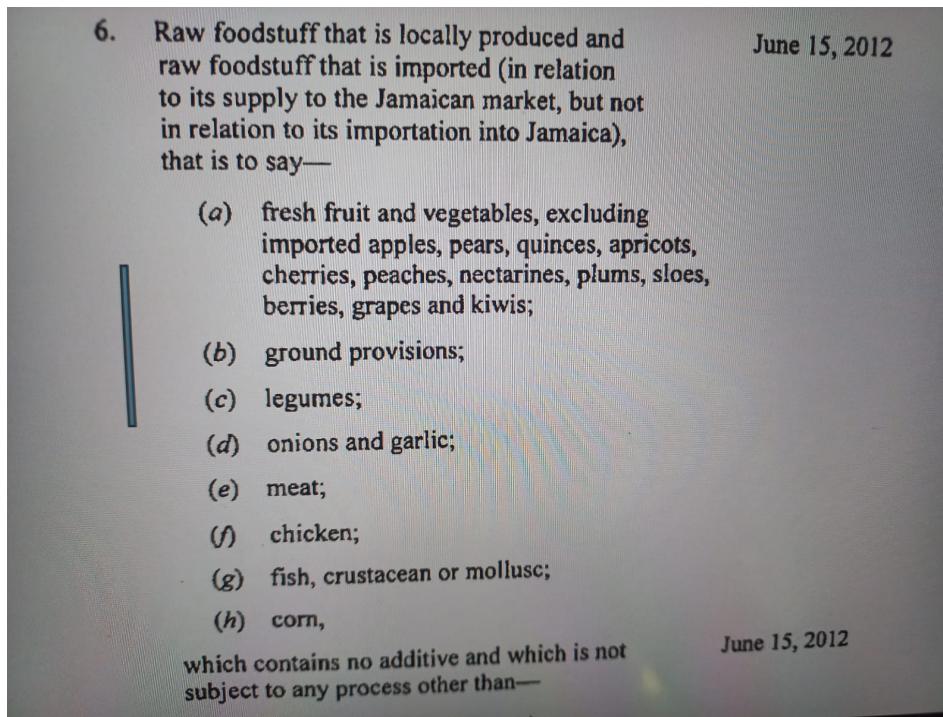 6. Raw foodstuff that is locally produced and June 15, 2012
raw foodstuff that is imported (in relation
to its supply to the Jamaican market, but not
in relation to its importation into Jamaica),
that is to say—
(a) fresh fruit and vegetables, excluding
imported apples, pears, quinces, apricots,
cherries, peaches, nectarines, plums, sloes,
berries, grapes and kiwis;
(b) ground provisions;
(c) legumes;
(d) onions and garlic;
(e) meat;
(f) chicken;
(g) fish, crustacean or mollusc;
(h) corn,
which contains no additive and which is not June 15, 2012
subject to any process other than—